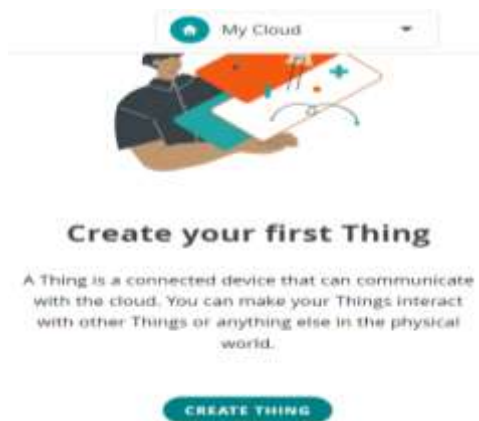 My Cloud
Create your first Thing
A Thing is a connected device that can communicate
with the cloud. You can make your Things interact
with other Things or anything else in the physical
world.
CREATE THING